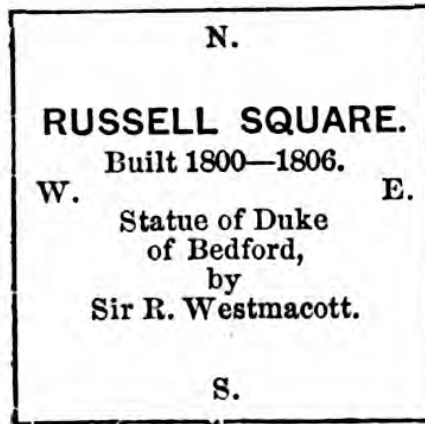 N.
RUSSELL SQUARE.
Built 1800—1806.
W. E.
Statue of Duke
of Bedford,
by
Sir R. Westmacott.
S.